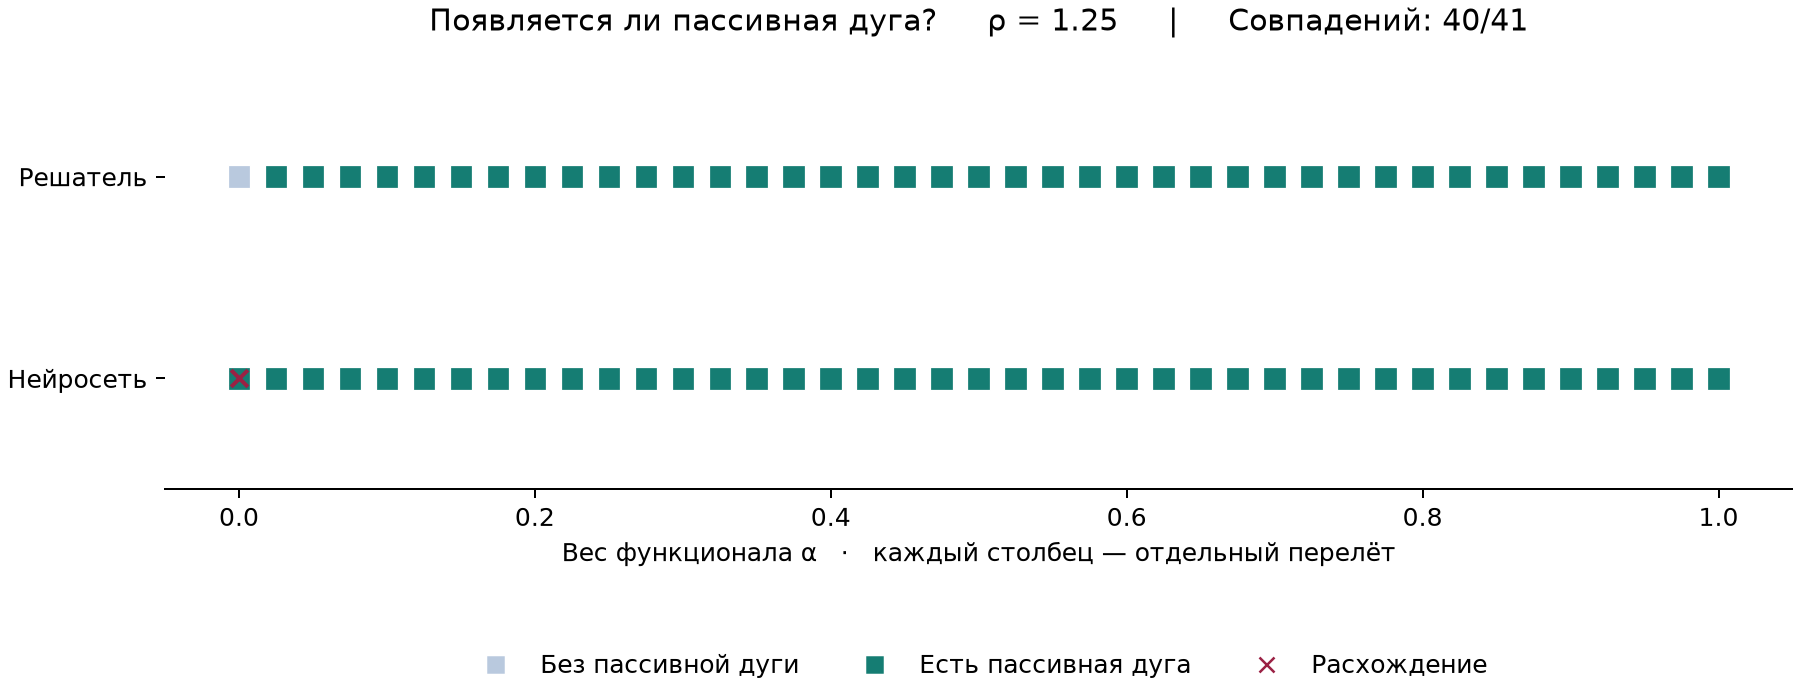 Появляется ли пассивная дуга? ρ = 1.25 | Совпадений: 40/41
Решатель
Нейросеть
0.0 0.2 0.4 0.6 0.8 1.0
Вес функционала α · каждый столбец — отдельный перелёт
Без пассивной дуги Есть пассивная дуга Расхождение